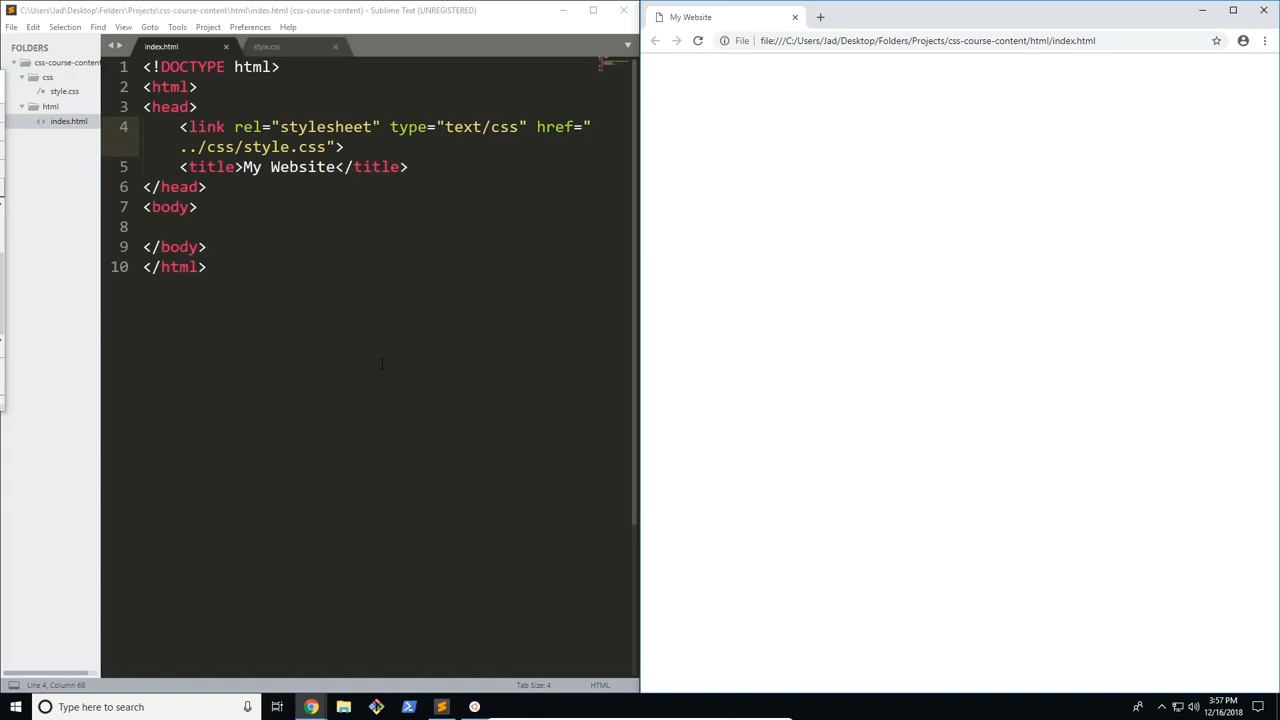 C:\Users\Jad\Desktop\Folders\Projects\css-course-content\html\index.html (css-course-content) - Sublime Text (UNREGISTERED)
File Edit Selection Find View Goto Tools Project Preferences Help
FOLDERS
css-course-content
css
style.css
html
index.html
index.html
style.css
1 <!DOCTYPE html>
2 <html>
3 <head>
4 <link rel="stylesheet" type="text/css" href="
../css/style.css">
5 <title>My Website</title>
6 </head>
7 <body>
8
9 </body>
10 </html>
Line 4, Column 68
Tab Size: 4
HTML
My Website
File file:///C:/Users/Jad/Desktop/Folders/Projects/css-course-content/html/index.html
Type here to search
3:57 PM
12/16/2018